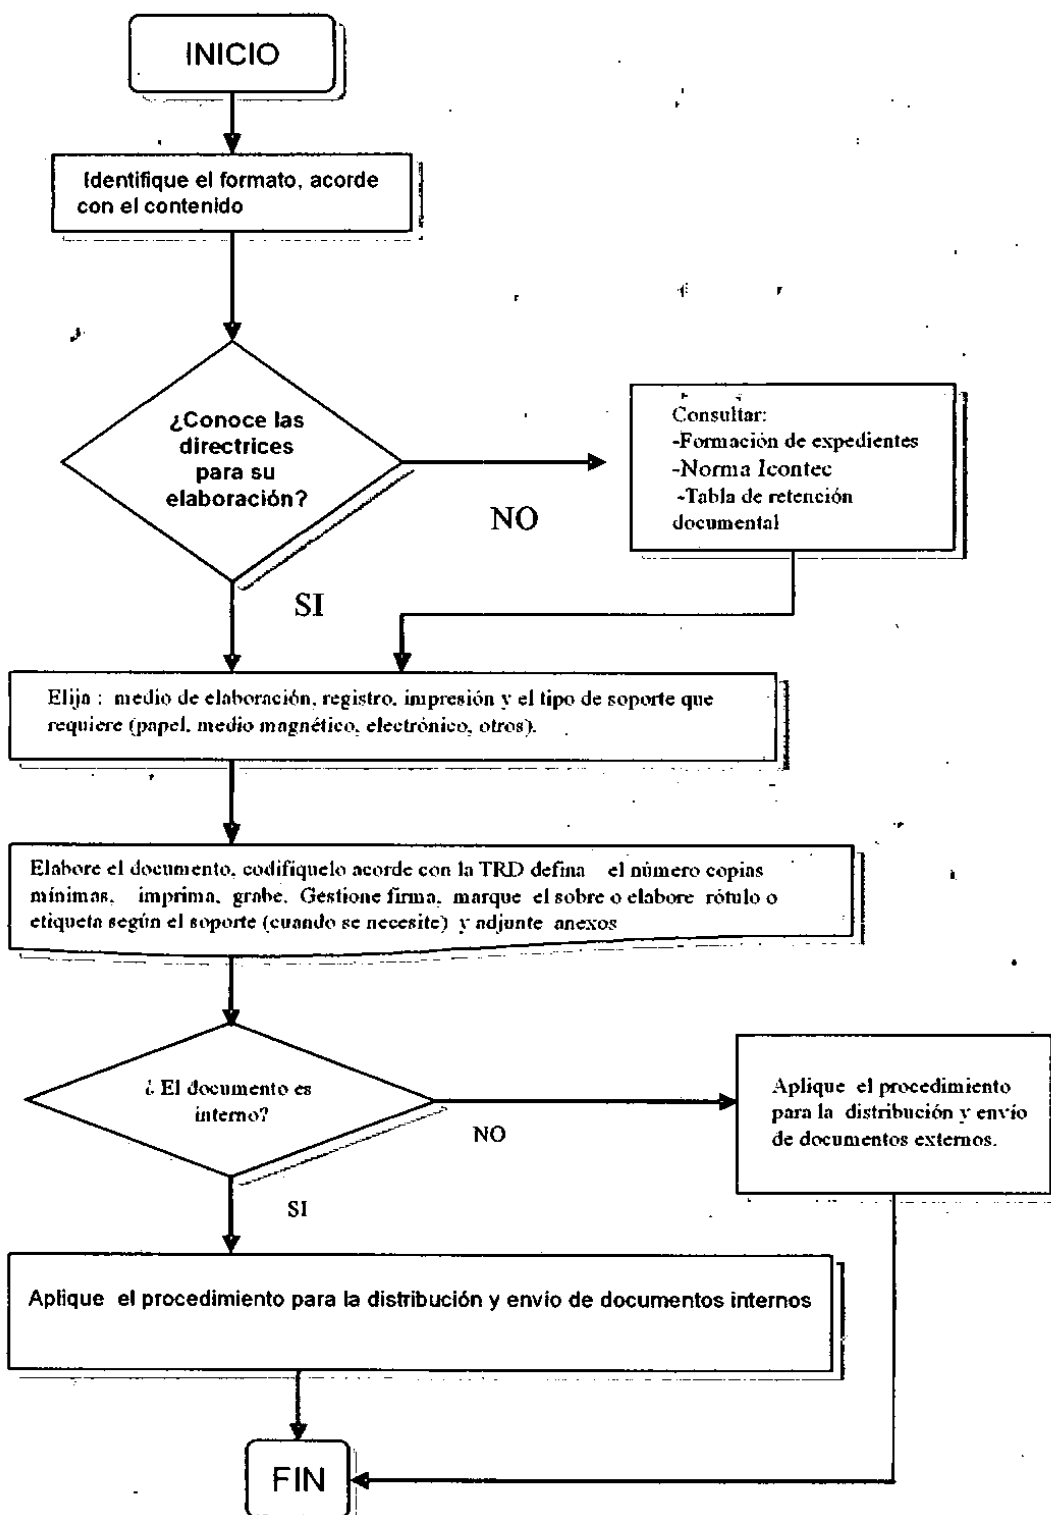 INICIO
Identifique el formato, acorde
con el contenido
¿Conoce las
directrices
para su
elaboración?
NO
Consultar:
-Formación de expedientes
-Norma Icontec
-Tabla de retención
documental
SI
Elija : medio de elaboración, registro, impresión y el tipo de soporte que
requiere (papel, medio magnético, electrónico, otros).
Elabore el documento, codifíquelo acorde con la TRD defina el número copias
mínimas, imprima, grabe. Gestione firma, marque el sobre o elabore rótulo o
etiqueta según el soporte (cuando se necesite) y adjunte anexos
¿ El documento es
interno?
NO
Aplique el procedimiento
para la distribución y envío
de documentos externos.
SI
Aplique el procedimiento para la distribución y envío de documentos internos
FIN